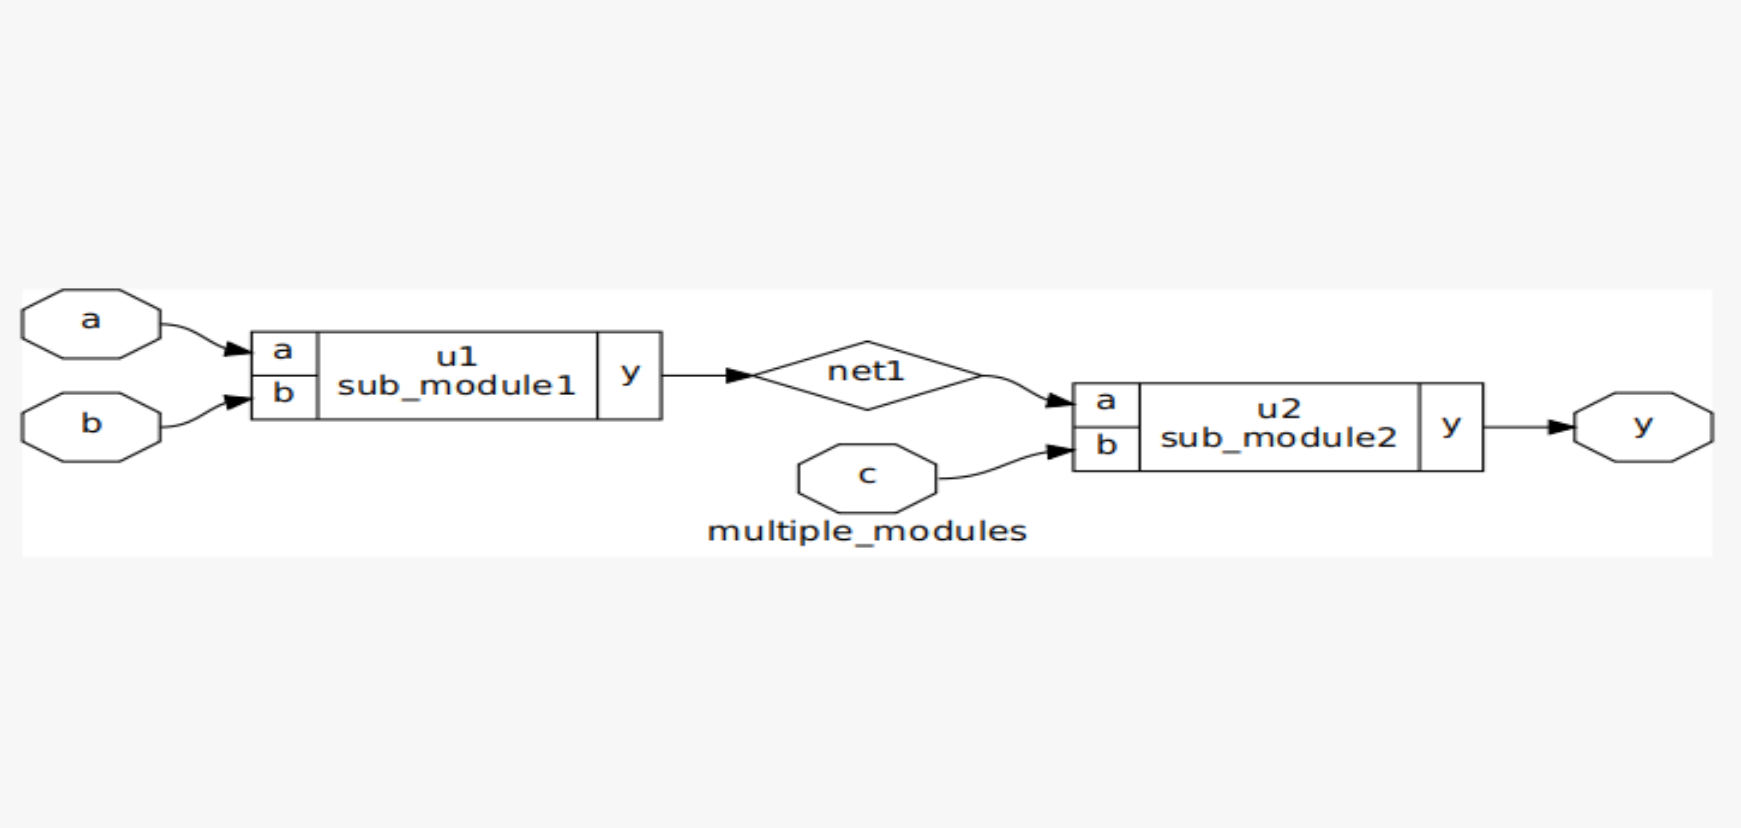 a
b
a
b
u1
sub_module1
y
net1
c
a
b
u2
sub_module2
y
y
multiple_modules